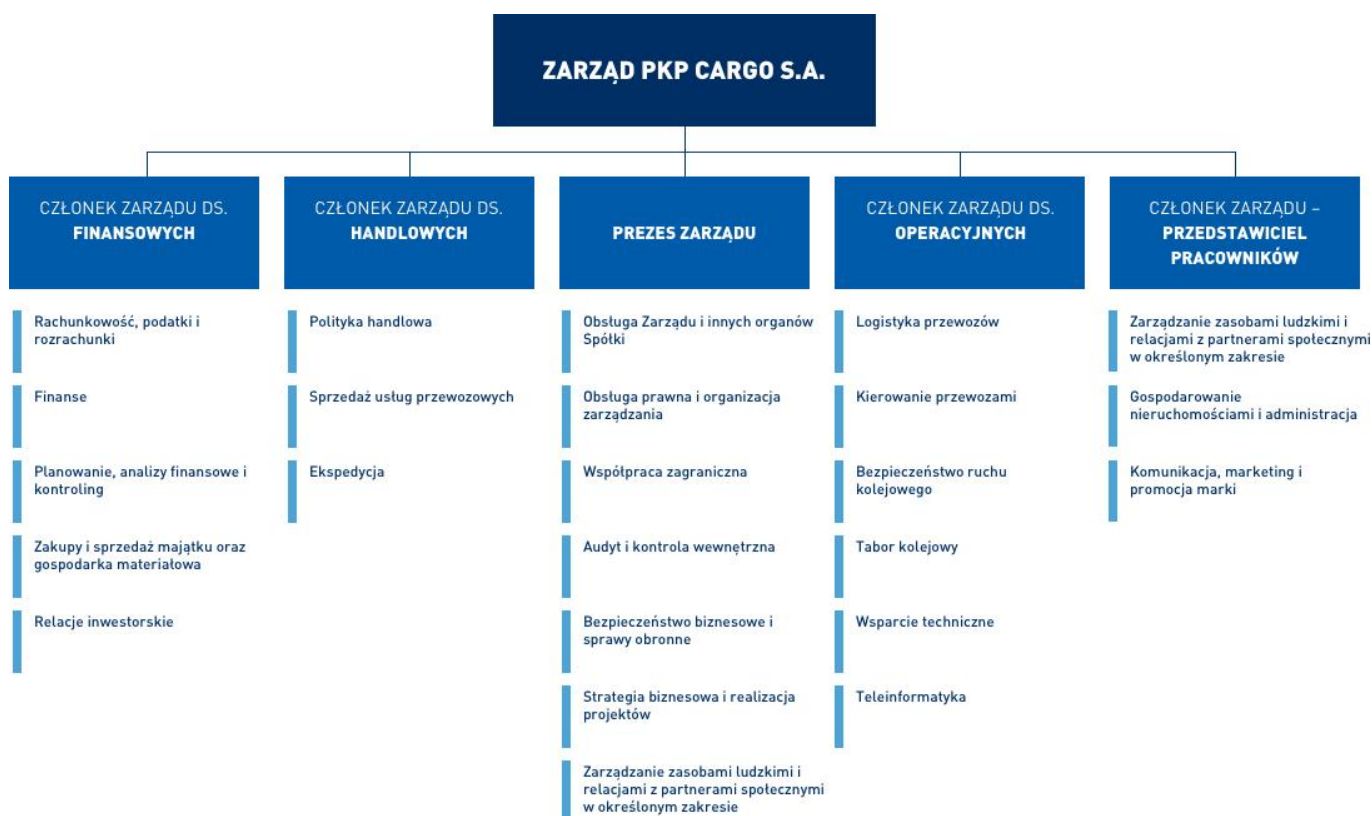 ZARZĄD PKP CARGO S.A.
CZŁONEK ZARZĄDU DS.
FINANSOWYCH
Rachunkowość, podatki i
rozrachunki
Finanse
Planowanie, analizy finansowe i
kontroling
Zakupy i sprzedaż majątku oraz
gospodarka materiałowa
Relacje inwestorskie
CZŁONEK ZARZĄDU DS.
HANDLOWYCH
Polityka handlowa
Sprzedaż usług przewozowych
Ekspedycja
PREZES ZARZĄDU
Obsługa Zarządu i innych organów
Spółki
Obsługa prawna i organizacja
zarządzania
Współpraca zagraniczna
Audyt i kontrola wewnętrzna
Bezpieczeństwo biznesowe i
sprawy obronne
Strategia biznesowa i realizacja
projektów
Zarządzanie zasobami ludzkimi i
relacjami z partnerami społecznymi
w określonym zakresie
CZŁONEK ZARZĄDU DS.
OPERACYJNYCH
Logistyka przewozów
Kierowanie przewozami
Bezpieczeństwo ruchu
kolejowego
Tabor kolejowy
Wsparcie techniczne
Teleinformatyka
CZŁONEK ZARZĄDU –
PRZEDSTAWICIEL
PRACOWNIKÓW
Zarządzanie zasobami ludzkimi i
relacjami z partnerami społecznymi
w określonym zakresie
Gospodarowanie
nieruchomościami i administracja
Komunikacja, marketing i
promocja marki